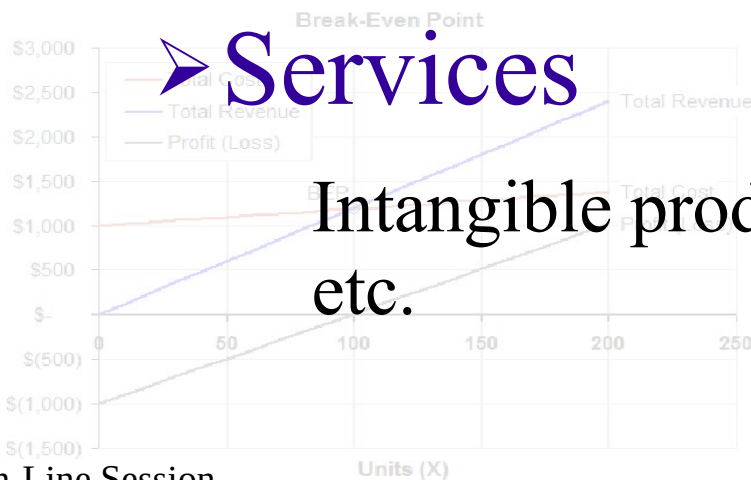 Break-Even Point
$3,000
➢Services
Total Cost
$2,500
Total Revenue
Total Revenue
$2,000
Profit (Loss)
$1,500
Total Cost
Intangible prod
$1,000
$500
etc.
$-
0 50 100 150 200 250
$(500)
$(1,000)
$(1,500)
Units (X)
n-Line Session